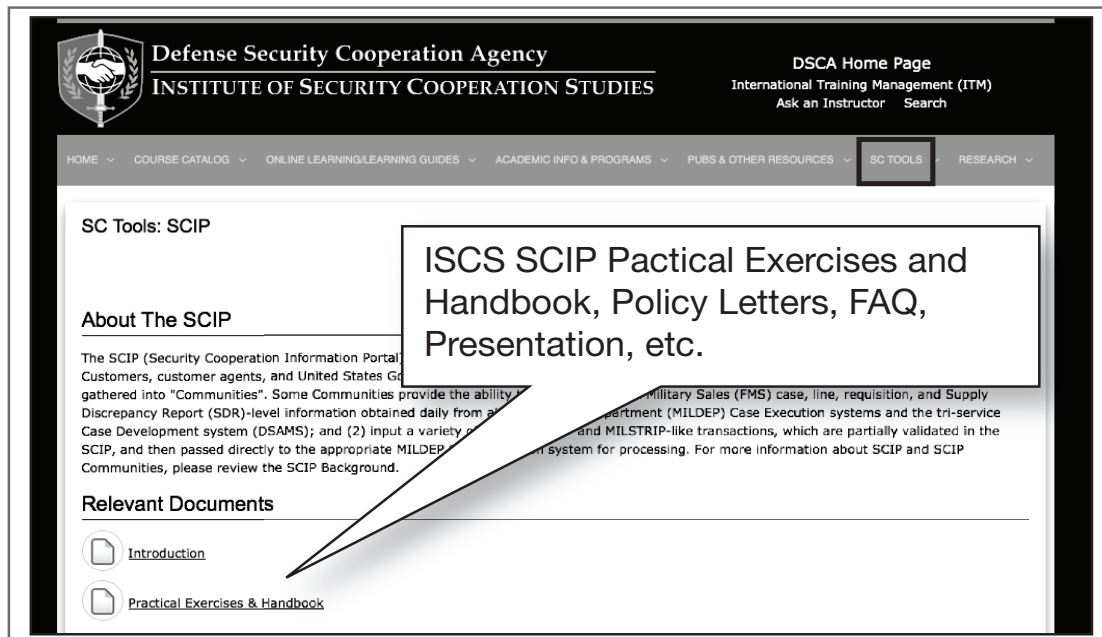 Defense Security Cooperation Agency
INSTITUTE OF SECURITY COOPERATION STUDIES
DSCA Home Page
International Training Management (ITM)
Ask an Instructor Search
HOME COURSE CATALOG ONLINE LEARNING/LEARNING GUIDES ACADEMIC INFO & PROGRAMS PUBS & OTHER RESOURCES SC TOOLS RESEARCH
SC Tools: SCIP
ISCS SCIP Pactical Exercises and
Handbook, Policy Letters, FAQ,
Presentation, etc.
About The SCIP
The SCIP (Security Cooperation Information Portal)
Customers, customer agents, and United States
gathered into "Communities". Some Communities provide the ability Military Sales (FMS) case, line, requisition, and Supply
Discrepancy Report (SDR)-level information obtained daily from (MILDEP) Case Execution systems and the tri-service
Case Development system (DSAMS); and (2) input a variety and MILSTRIP-like transactions, which are partially validated in the
SCIP, and then passed directly to the appropriate MILDEP system for processing. For more information about SCIP and SCIP
Communities, please review the SCIP Background.
Relevant Documents
Introduction
Practical Exercises & Handbook